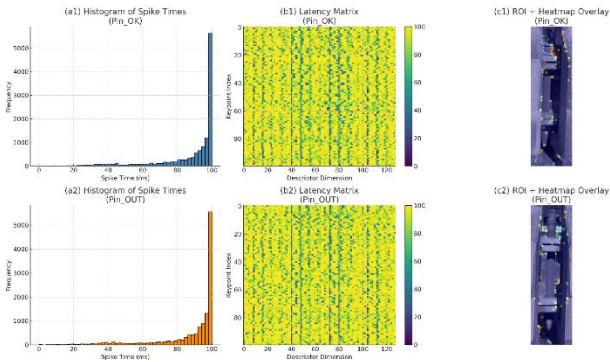 (a1) Histogram of Spike Times
(Pin_OK)
5000
4000
3000
2000
1000
0
Frequency
0 20 40 60 80 100
Spike Time (ms)
(b1) Latency Matrix
(Pin_OK)
0
20
40
60
80
Keypoint Index
0 20 40 60 80 100 120
Descriptor Dimension
100
80
60
40
20
0
(c1) ROI + Heatmap Overlay
(Pin_OK)
(a2) Histogram of Spike Times
(Pin_OUT)
5000
4000
3000
2000
1000
0
Frequency
0 20 40 60 80 100
Spike Time (ms)
(b2) Latency Matrix
(Pin_OUT)
0
20
40
60
80
Keypoint Index
0 20 40 60 80 100 120
Descriptor Dimension
100
80
60
40
20
0
(c2) ROI + Heatmap Overlay
(Pin_OUT)